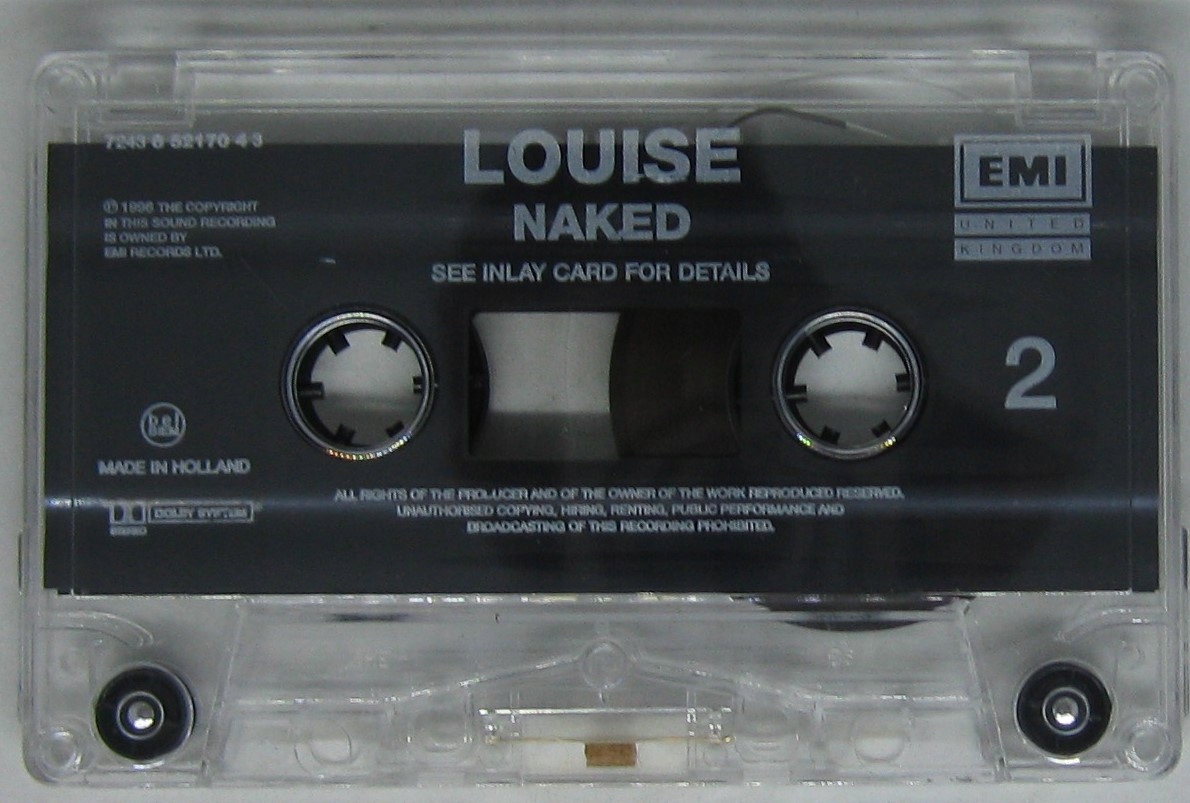 7243 8 52170 4 3
LOUISE
NAKED
SEE INLAY CARD FOR DETAILS
℗ 1996 THE COPYRIGHT
IN THIS SOUND RECORDING
IS OWNED BY
EMI RECORDS LTD.
EMI
UNITED
KINGDOM
2
MADE IN HOLLAND
DOLBY SYSTEM
ALL RIGHTS OF THE PRODUCER AND OF THE OWNER OF THE WORK REPRODUCED RESERVED.
UNAUTHORISED COPYING, HIRING, RENTING, PUBLIC PERFORMANCE AND
BROADCASTING OF THIS RECORDING PROHIBITED.